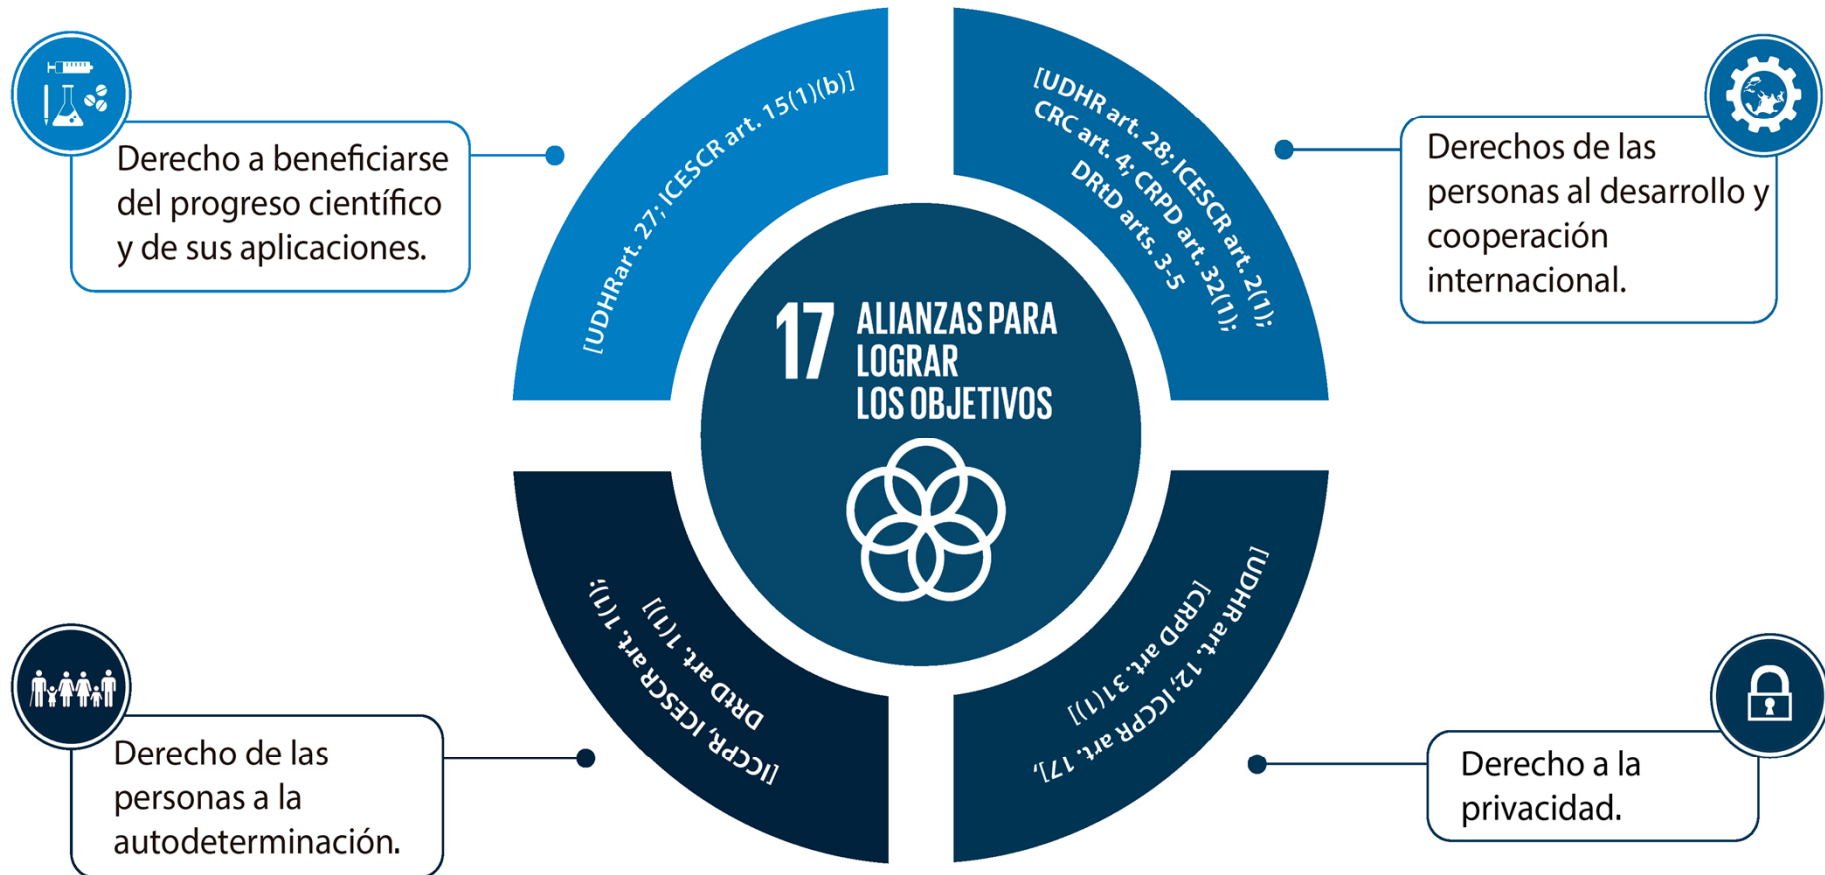 Derecho a beneficiarse
del progreso científico
y de sus aplicaciones.
[UDHRart. 27; ICESCR art. 15(1)(b)]
[UDHR art. 28; ICESCR art. 2(1);
CRC art. 4; CRPD art. 32(1);
DRtD arts. 3-5
Derechos de las
personas al desarrollo y
cooperación
internacional.
17 ALIANZAS PARA
LOGRAR
LOS OBJETIVOS
Derecho de las
personas a la
autodeterminación.
[ICCPR, ICESCR art. 1(1);
DRtD art. 1(1)]
[UDHR art. 12; ICCPR art. 17],
[CRPD art. 31(1)]
Derecho a la
privacidad.